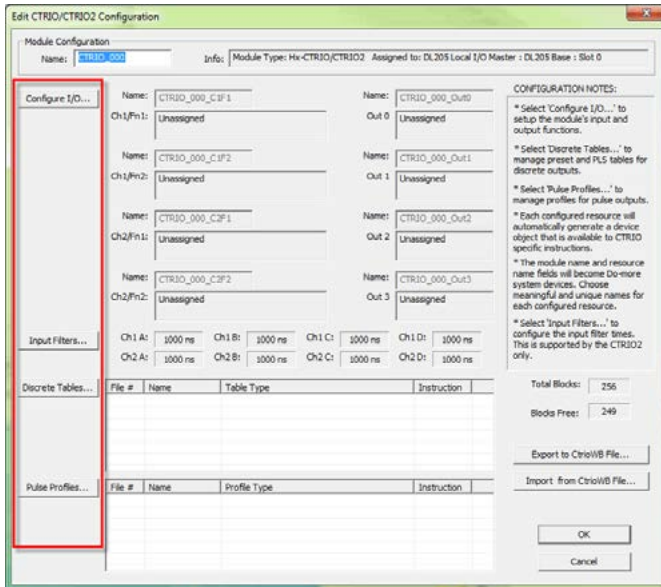 Edit CTRIO/CTRIO2 Configuration
Module Configuration
Name: CTRIO_000
Info: Module Type: Hx-CTRIO/CTRIO2 Assigned to: DL205 Local I/O Master : DL205 Base : Slot 0
Configure I/O...
Name: CTRIO_000_C1F1
Ch1/Fn1: Unassigned
Name: CTRIO_000_Out0
Out 0 Unassigned
Name: CTRIO_000_C1F2
Ch1/Fn2: Unassigned
Name: CTRIO_000_Out1
Out 1 Unassigned
Name: CTRIO_000_C2F1
Ch2/Fn1: Unassigned
Name: CTRIO_000_Out2
Out 2 Unassigned
Name: CTRIO_000_C2F2
Ch2/Fn2: Unassigned
Name: CTRIO_000_Out3
Out 3 Unassigned
Input Filters...
Ch1 A: 1000 ns Ch1 B: 1000 ns Ch1 C: 1000 ns Ch1 D: 1000 ns
Ch2 A: 1000 ns Ch2 B: 1000 ns Ch2 C: 1000 ns Ch2 D: 1000 ns
Discrete Tables...
File # Name Table Type Instruction
Pulse Profiles...
File # Name Profile Type Instruction
CONFIGURATION NOTES:
* Select 'Configure I/O...' to
setup the module's input and
output functions.
* Select 'Discrete Tables...' to
manage preset and PLS tables for
discrete outputs.
* Select 'Pulse Profiles...' to
manage profiles for pulse outputs.
* Each configured resource will
automatically generate a device
object that is available to CTRIO
specific instructions.
* The module name and resource
name fields will become Do-more
system devices. Choose
meaningful and unique names for
each configured resource.
* Select 'Input Filters...' to
configure the input filter times.
This is supported by the CTRIO2
only.
Total Blocks: 256
Blocks Free: 249
Export to CtrioWB File...
Import from CtrioWB File...
OK
Cancel